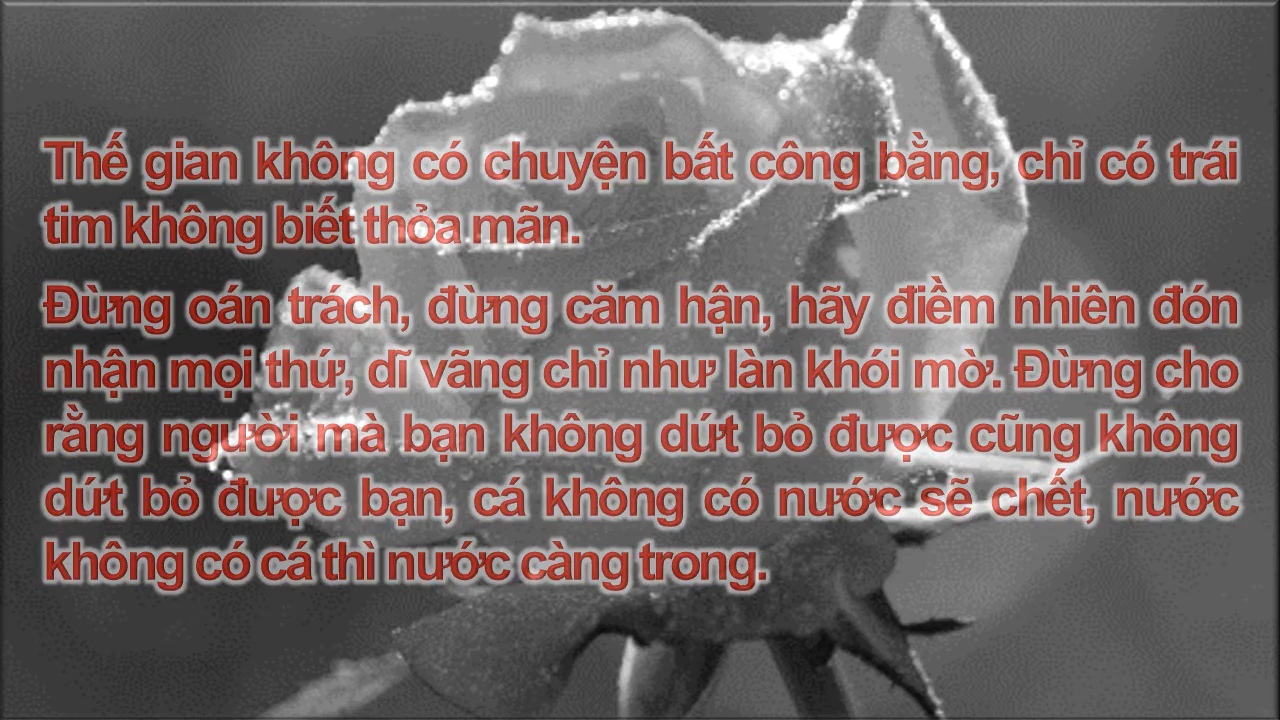 Thế gian không có chuyện bất công bằng, chỉ có trái
tim không biết thỏa mãn.
Đừng oán trách, đừng căm hận, hãy điềm nhiên đón
nhận mọi thứ, dĩ vãng chỉ như làn khói mờ. Đừng cho
rằng người mà bạn không dứt bỏ được cũng không
dứt bỏ được bạn, cá không có nước sẽ chết, nước
không có cá thì nước càng trong.